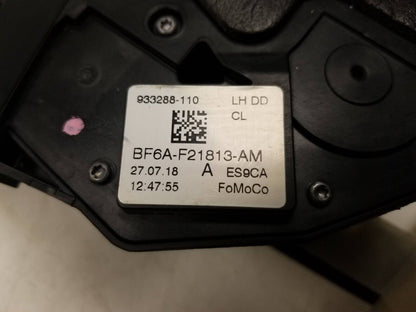 933288-110 LH DD
CL
BF6A-F21813-AM
27.07.18 A ES9CA
12:47:55 FoMoCo